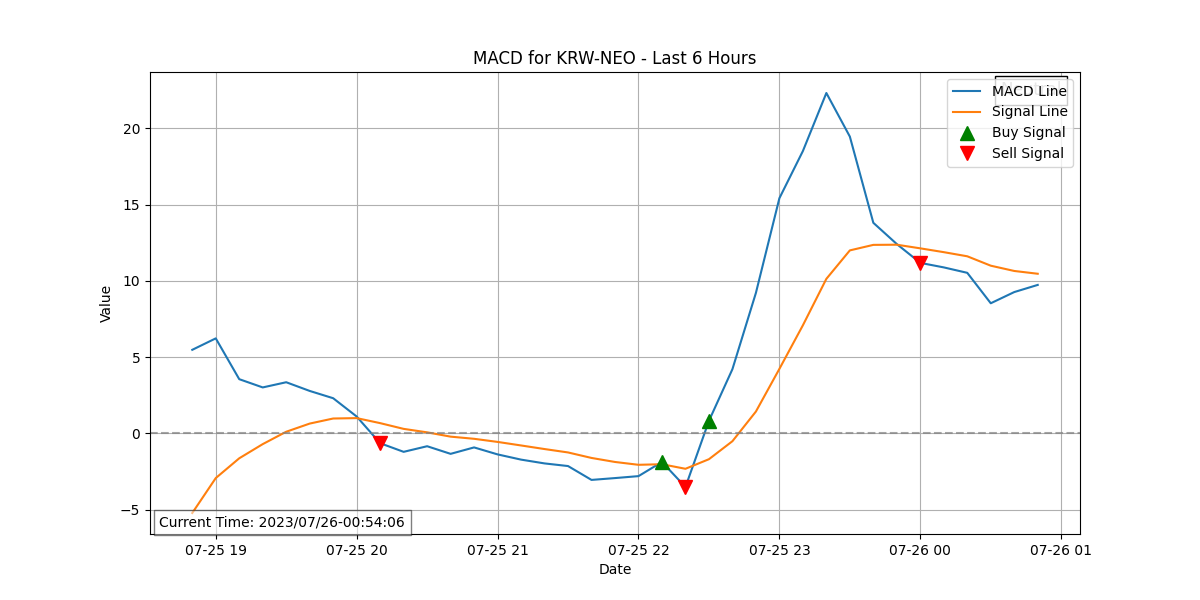 MACD for KRW-NEO - Last 6 Hours
MACD Line
Signal Line
Buy Signal
Sell Signal
Value
20
15
10
5
0
−5
Current Time: 2023/07/26-00:54:06
07-25 19
07-25 20
07-25 21
07-25 22
07-25 23
07-26 00
07-26 01
Date